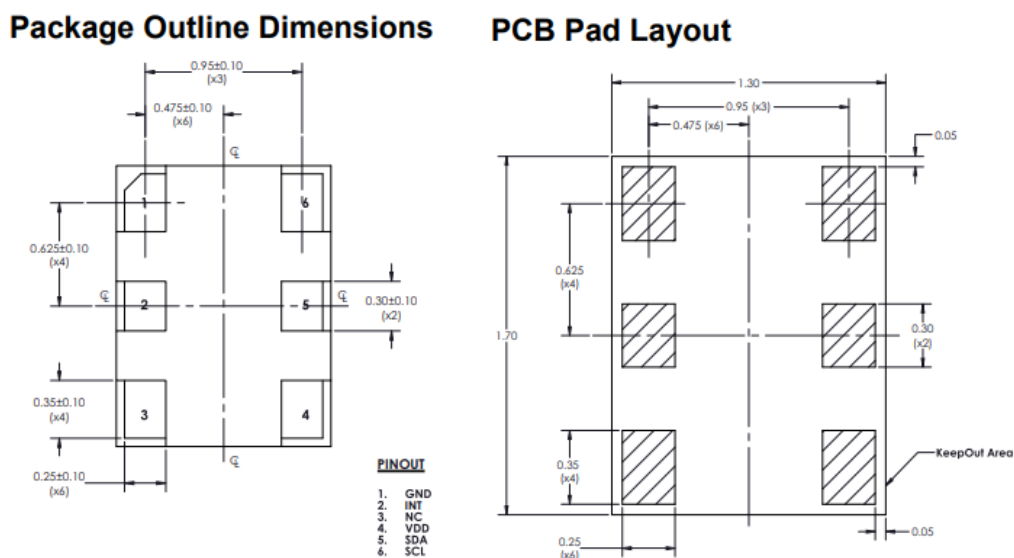 Package Outline Dimensions
0.95±0.10
(x3)
0.475±0.10
(x6)
℄
1
6
0.625±0.10
(x4)
℄
2
5
℄
0.30±0.10
(x2)
0.35±0.10
(x4)
3
4
0.25±0.10
(x6)
℄
PINOUT
1. GND
2. INT
3. NC
4. VDD
5. SDA
6. SCL
PCB Pad Layout
1.30
0.95 (x3)
0.475 (x6)
0.05
0.625
(x4)
1.70
0.30
(x2)
0.35
(x4)
KeepOut Area
0.25
(x6)
0.05